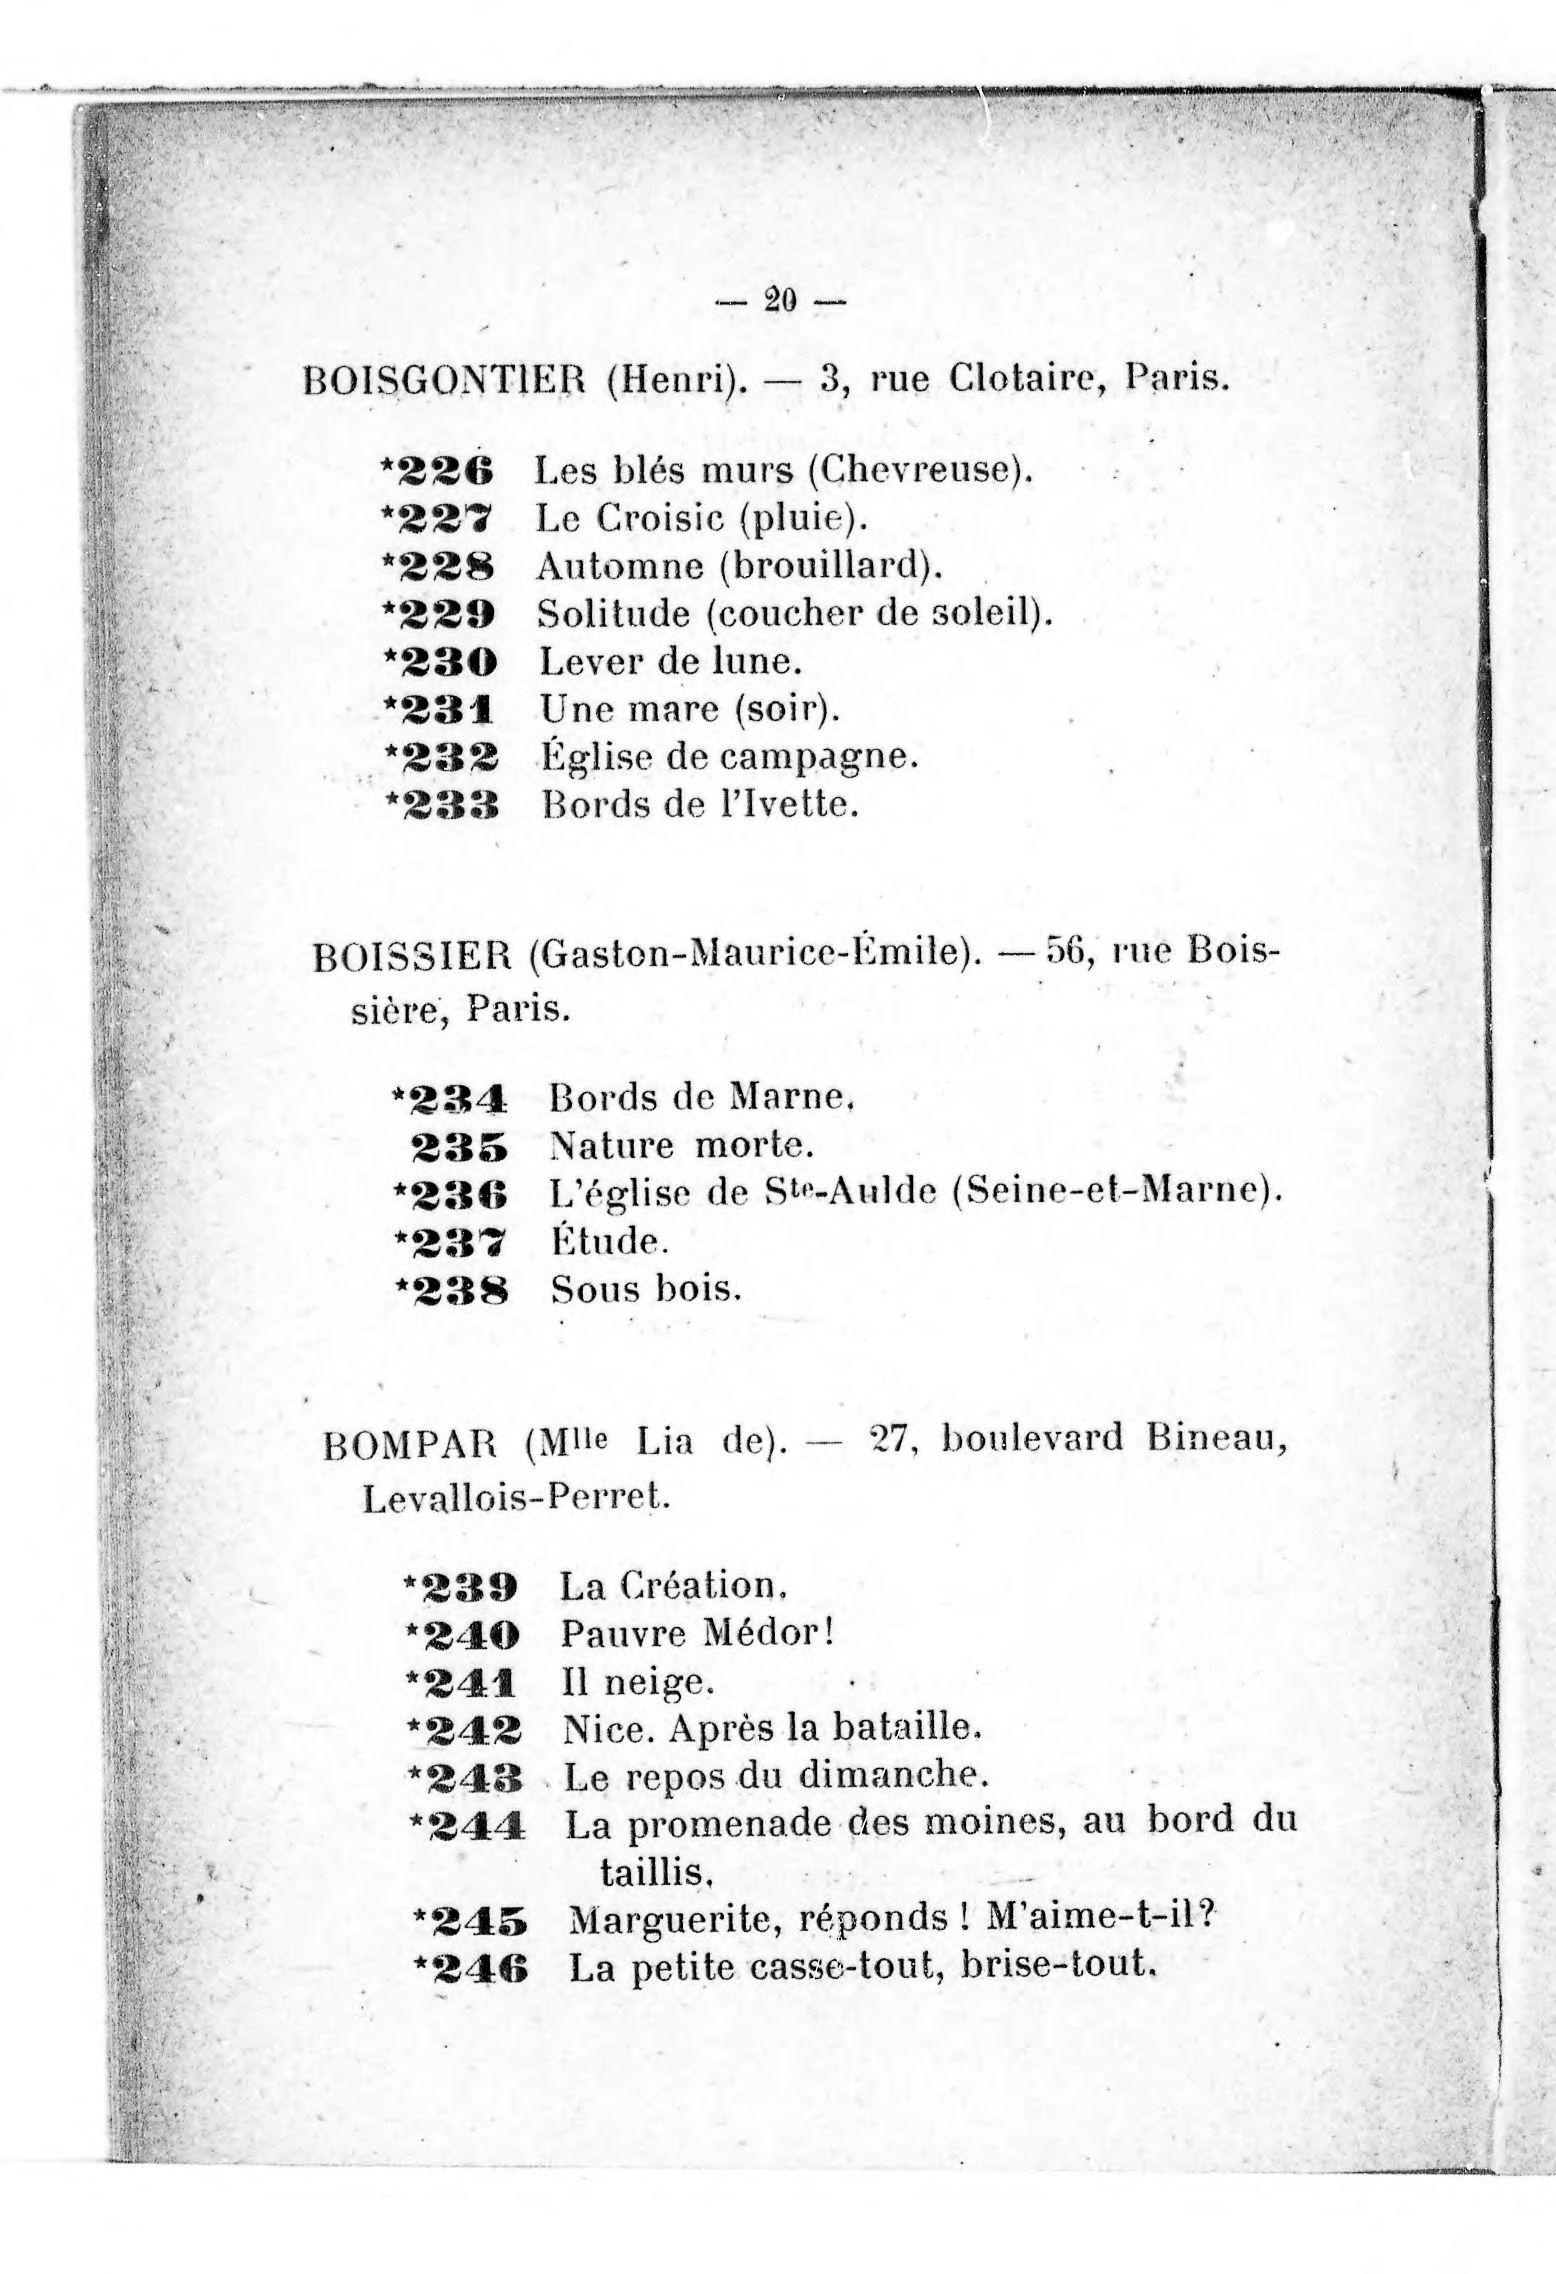 — 20 —
BOISGONTIER (Henri). — 3, rue Clotaire, Paris.
*226 Les blés murs (Chevreuse).
*227 Le Croisic (pluie).
*228 Automne (brouillard).
*229 Solitude (coucher de soleil).
*230 Lever de lune.
*231 Une mare (soir).
*232 Église de campagne.
*233 Bords de l'Ivette.
BOISSIER (Gaston-Maurice-Émile). — 56, rue Bois-
sière, Paris.
*234 Bords de Marne.
235 Nature morte.
*236 L'église de Ste-Aulde (Seine-et-Marne).
*237 Étude.
*238 Sous bois.
BOMPAR (Mlle Lia de). — 27, boulevard Bineau,
Levallois-Perret.
*239 La Création.
*240 Pauvre Médor!
*241 Il neige.
*242 Nice. Après la bataille.
*243 Le repos du dimanche.
*244 La promenade des moines, au bord du
taillis.
*245 Marguerite, réponds ! M'aime-t-il?
*246 La petite casse-tout, brise-tout.